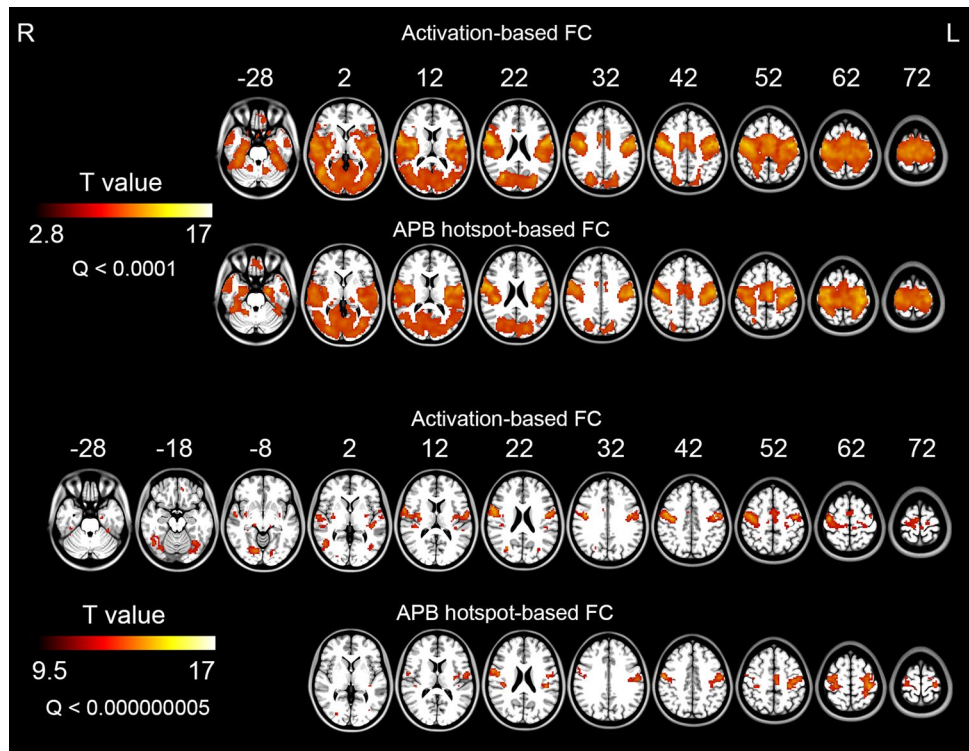 R
L
Activation-based FC
-28 2 12 22 32 42 52 62 72
T value
2.8 17
Q < 0.0001
APB hotspot-based FC
Activation-based FC
-28 -18 -8 2 12 22 32 42 52 62 72
T value
9.5 17
Q < 0.000000005
APB hotspot-based FC